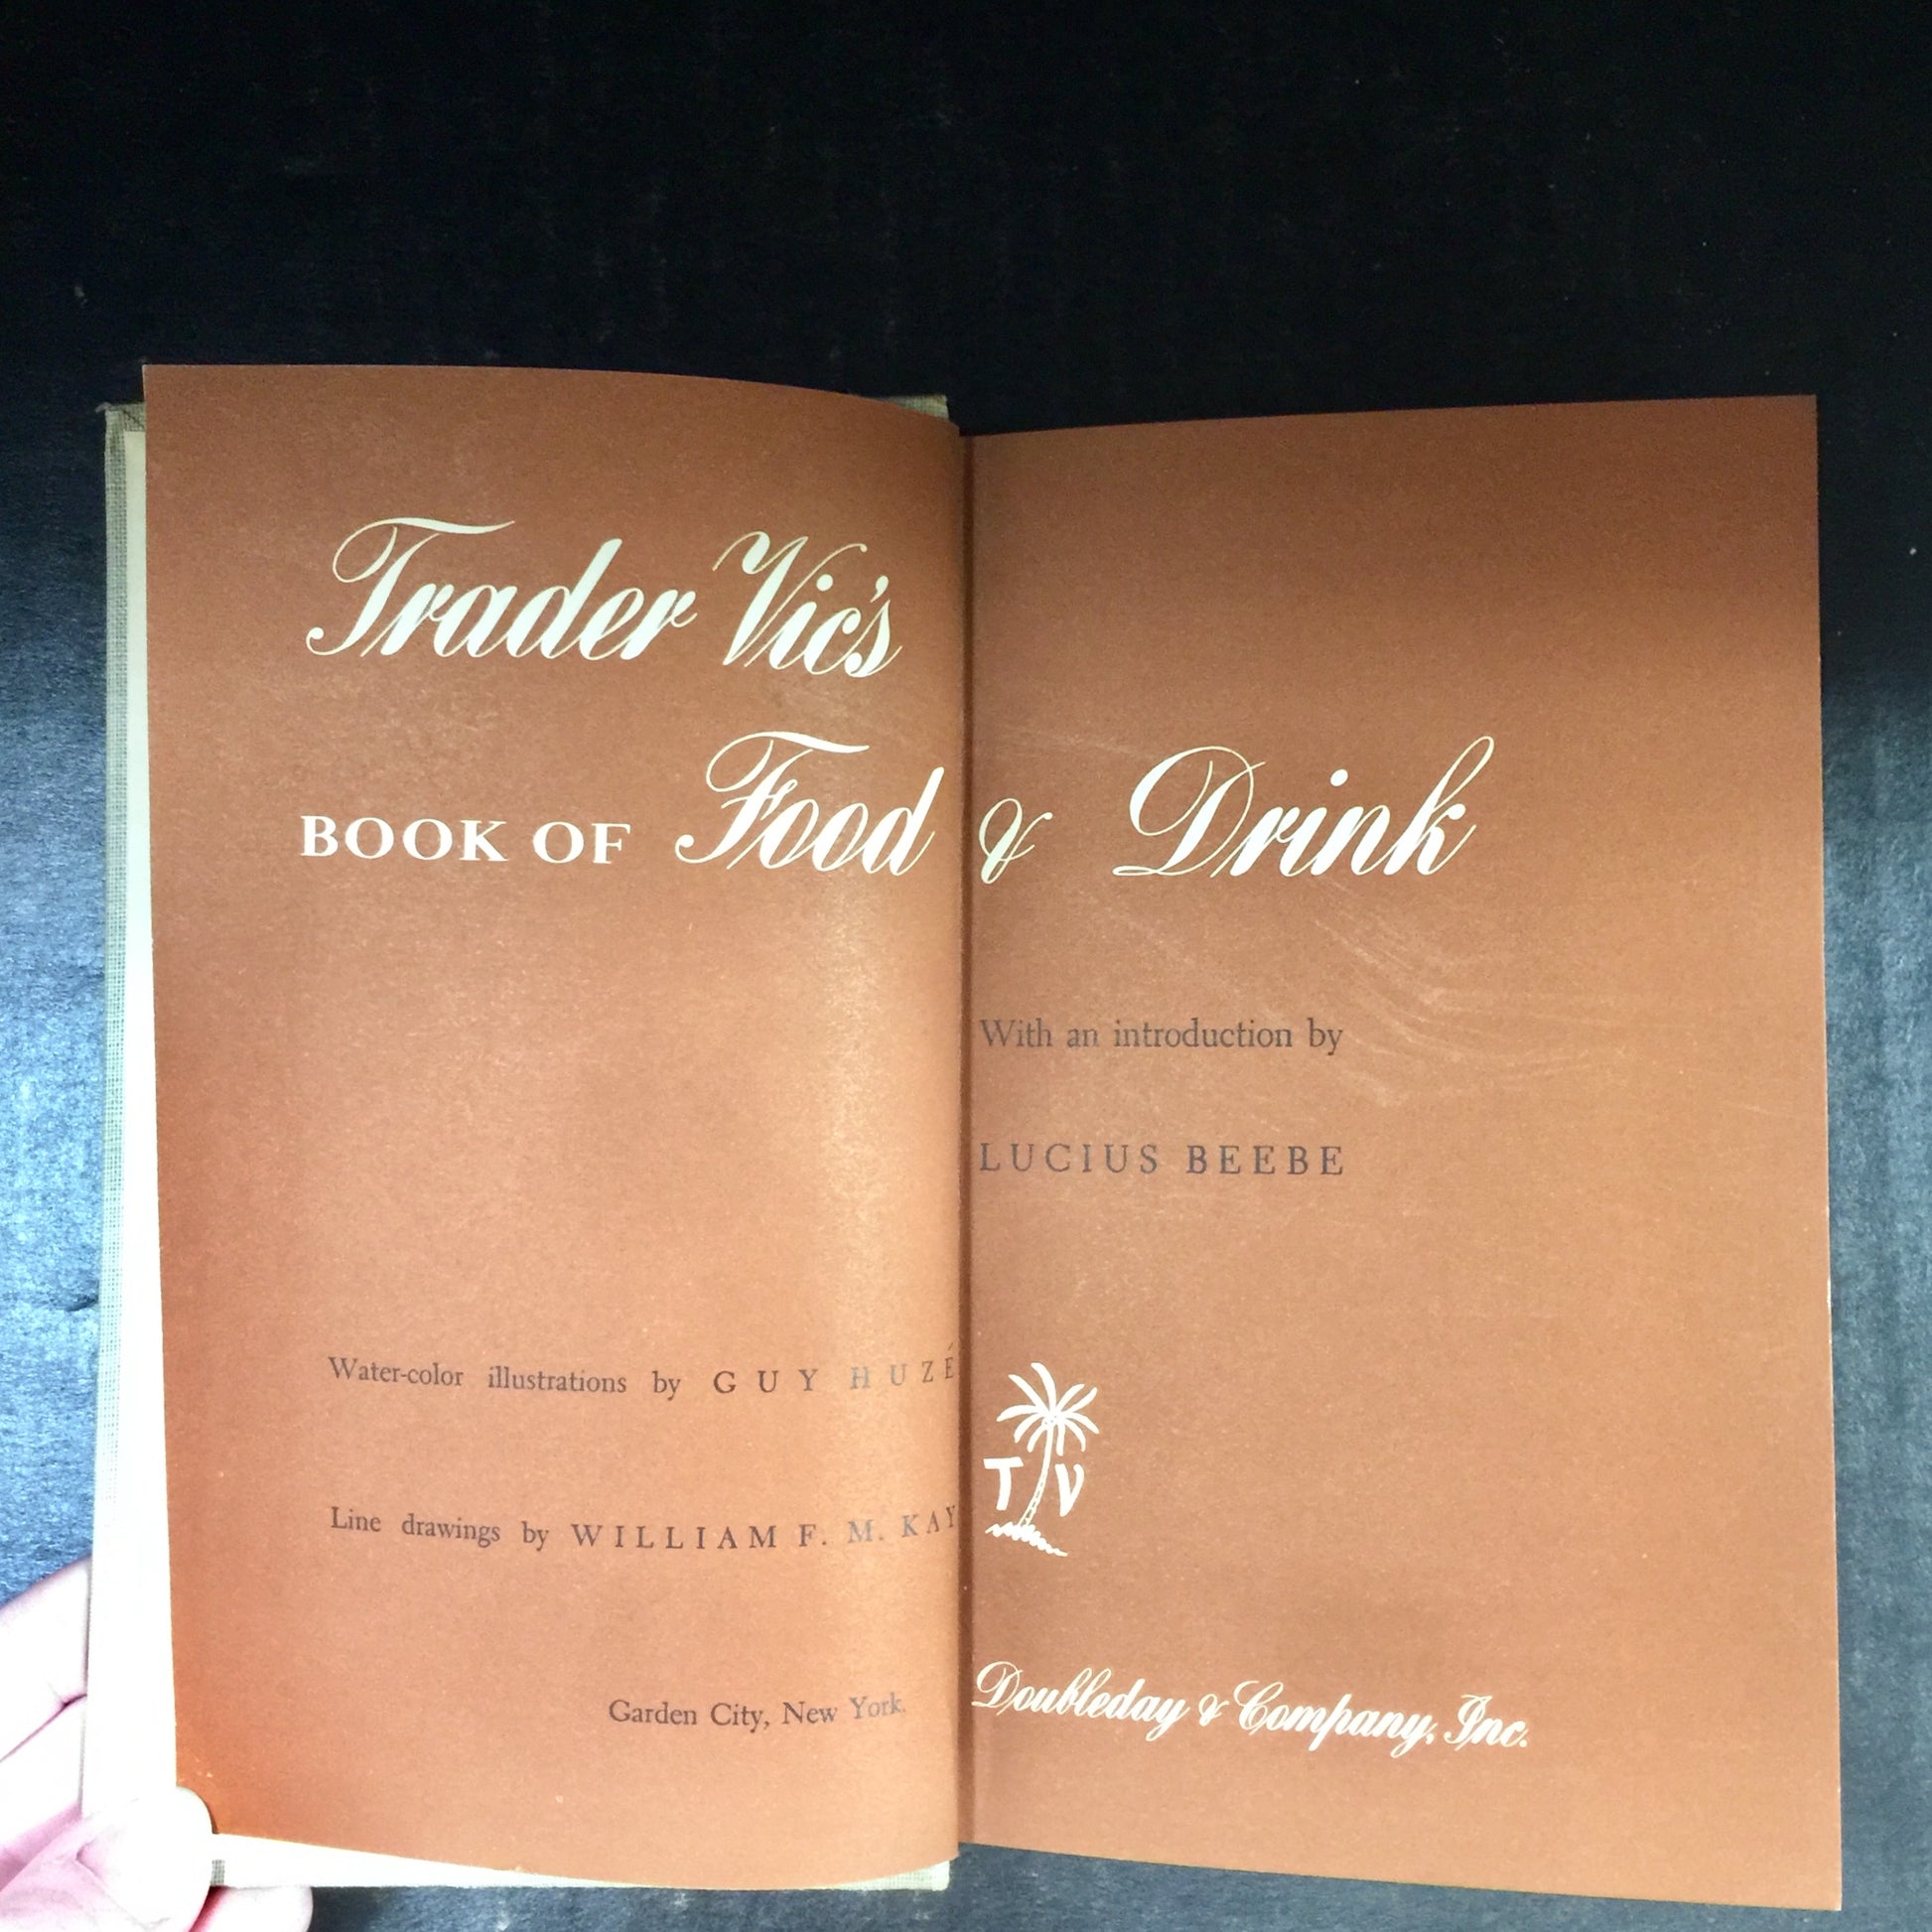 Trader Vic's
BOOK OF Food & Drink
With an introduction by
LUCIUS BEEBE
Water-color illustrations by GUY HUZÉ
Line drawings by WILLIAM F. M. KAY
T V
Garden City, New York. Doubleday & Company, Inc.